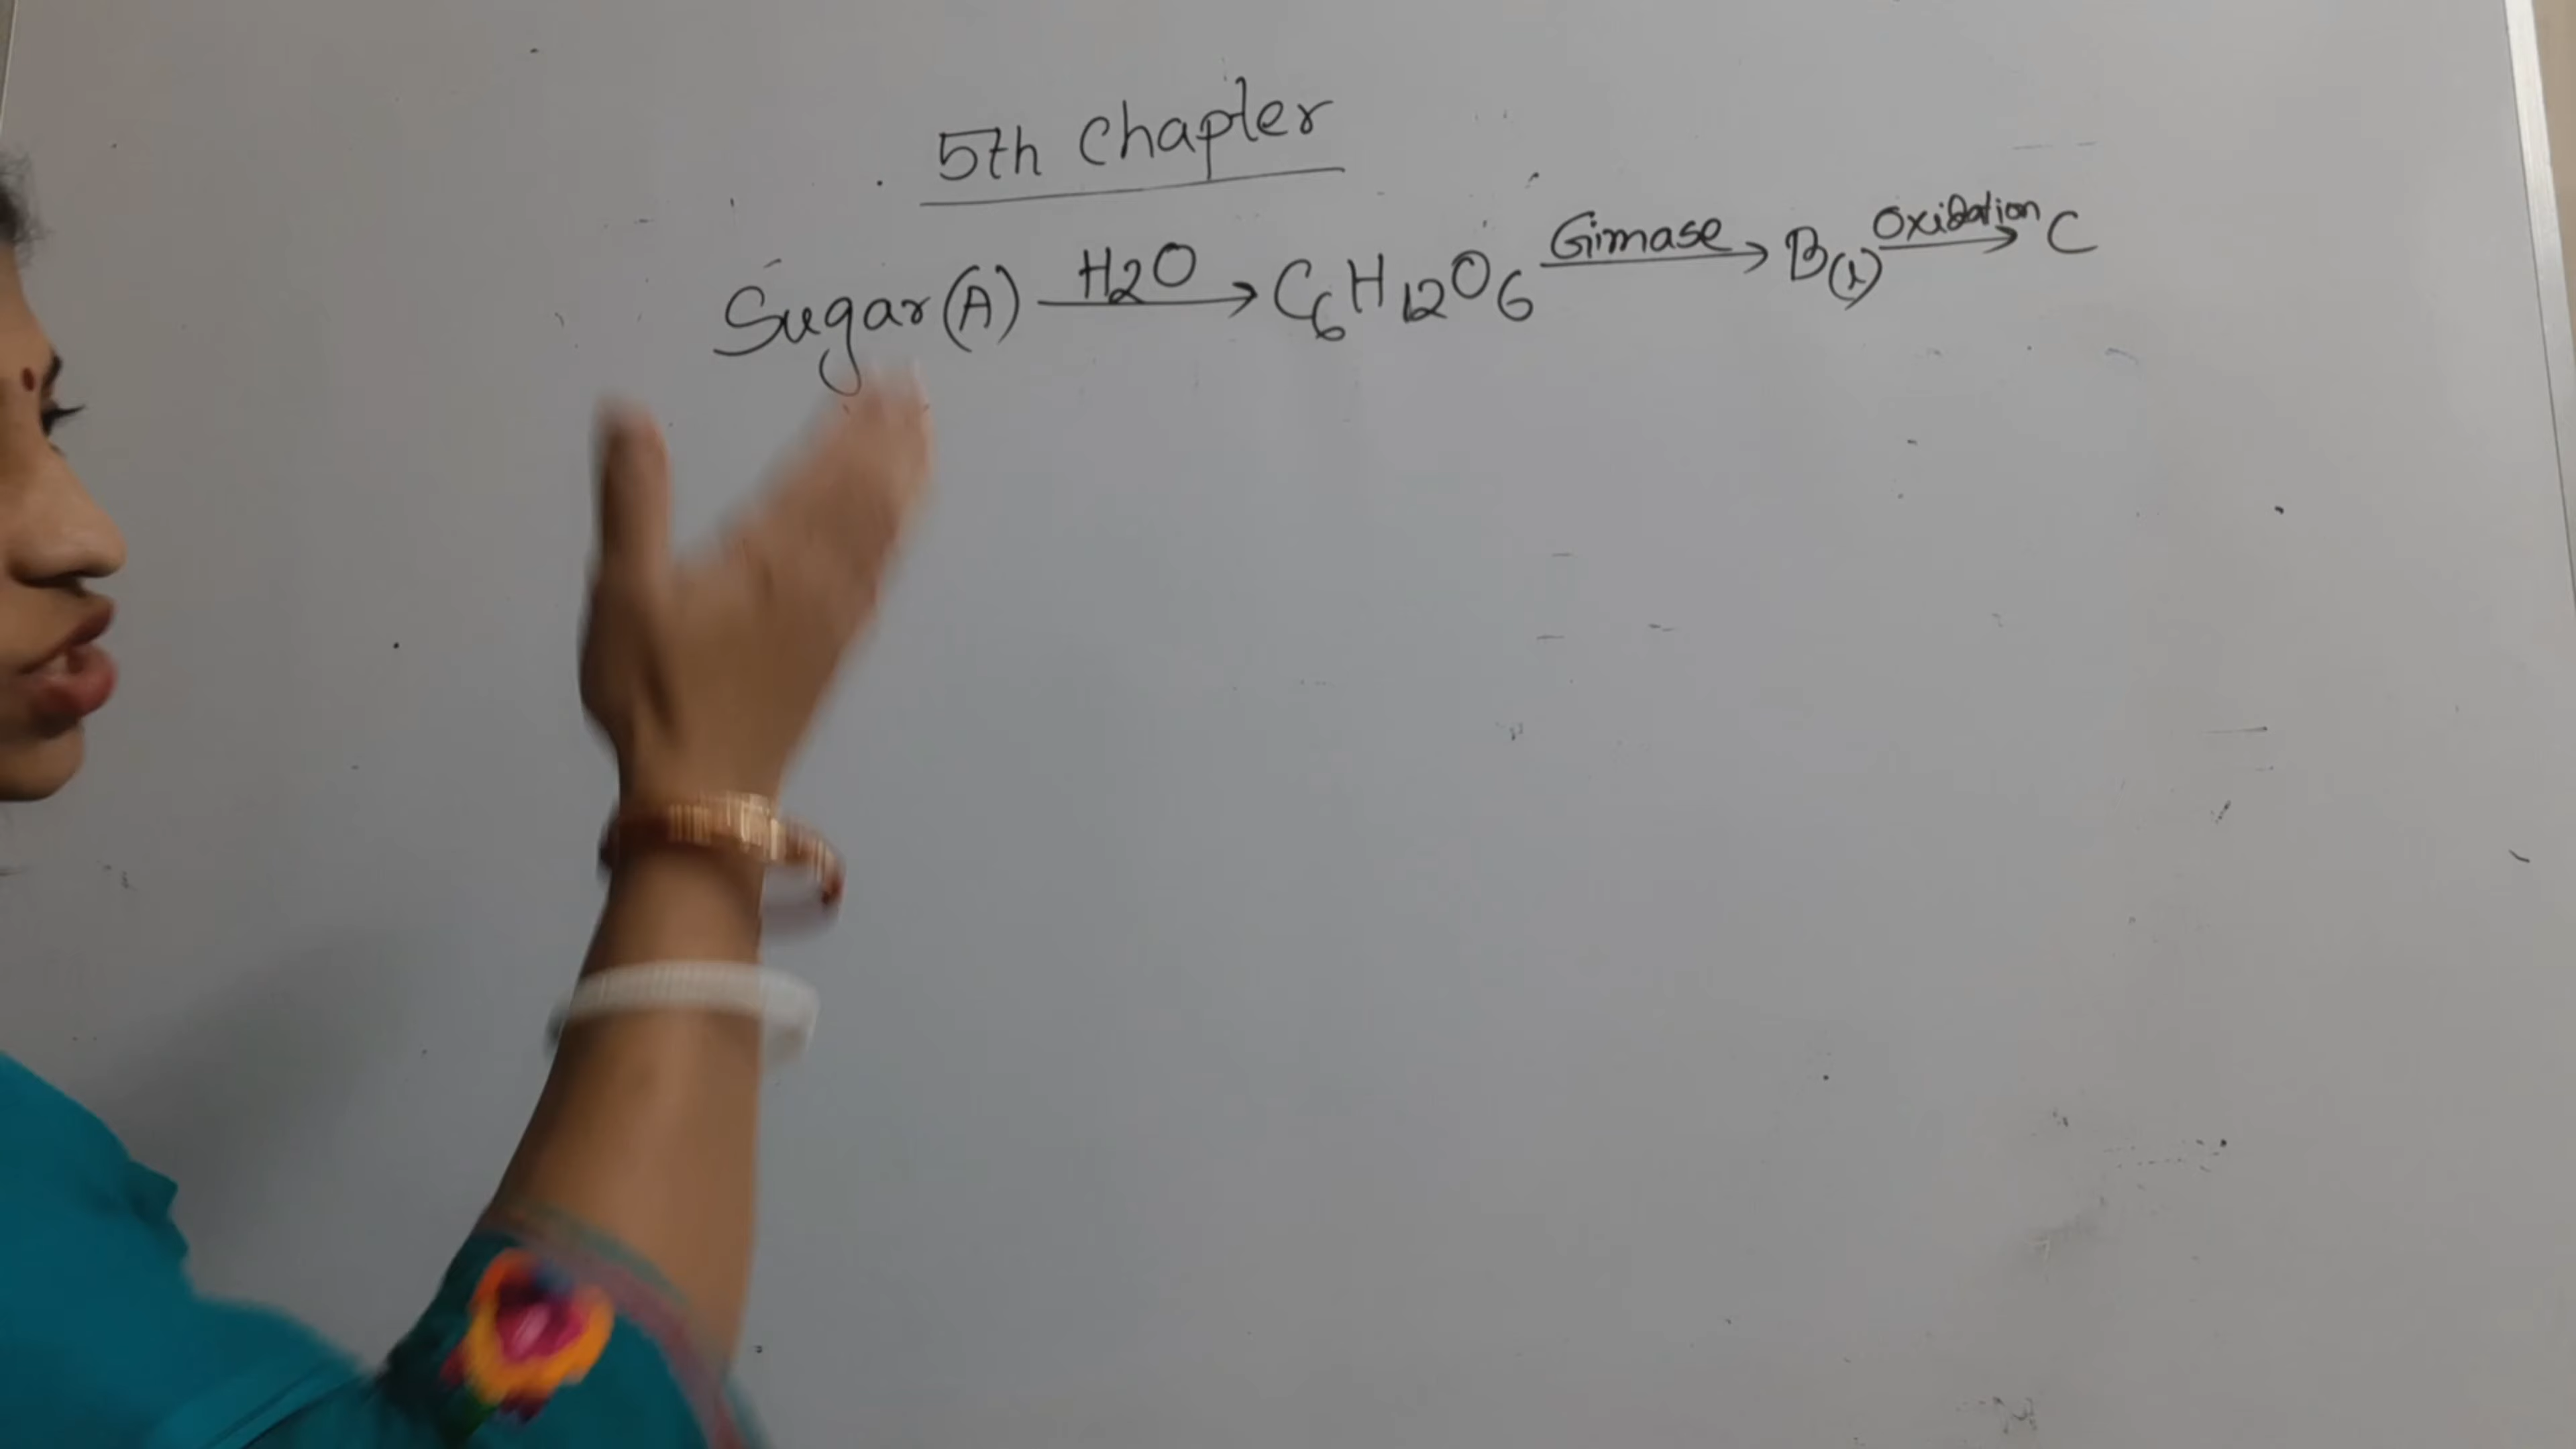 5th Chapter
Sugar(A) H2O → C6H12O6 Gimase → B(l) Oxidation → C